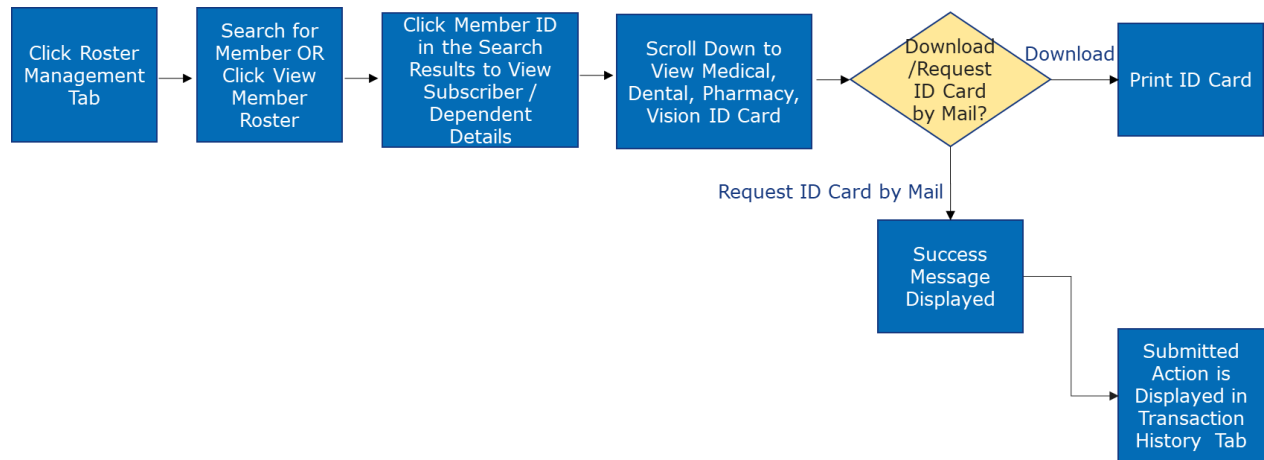 Click Roster
Management
Tab
Search for
Member OR
Click View
Member
Roster
Click Member ID
in the Search
Results to View
Subscriber /
Dependent
Details
Scroll Down to
View Medical,
Dental, Pharmacy,
Vision ID Card
Download
/Request
ID Card
by Mail?
Download
Print ID Card
Request ID Card by Mail
Success
Message
Displayed
Submitted
Action is
Displayed in
Transaction
History Tab